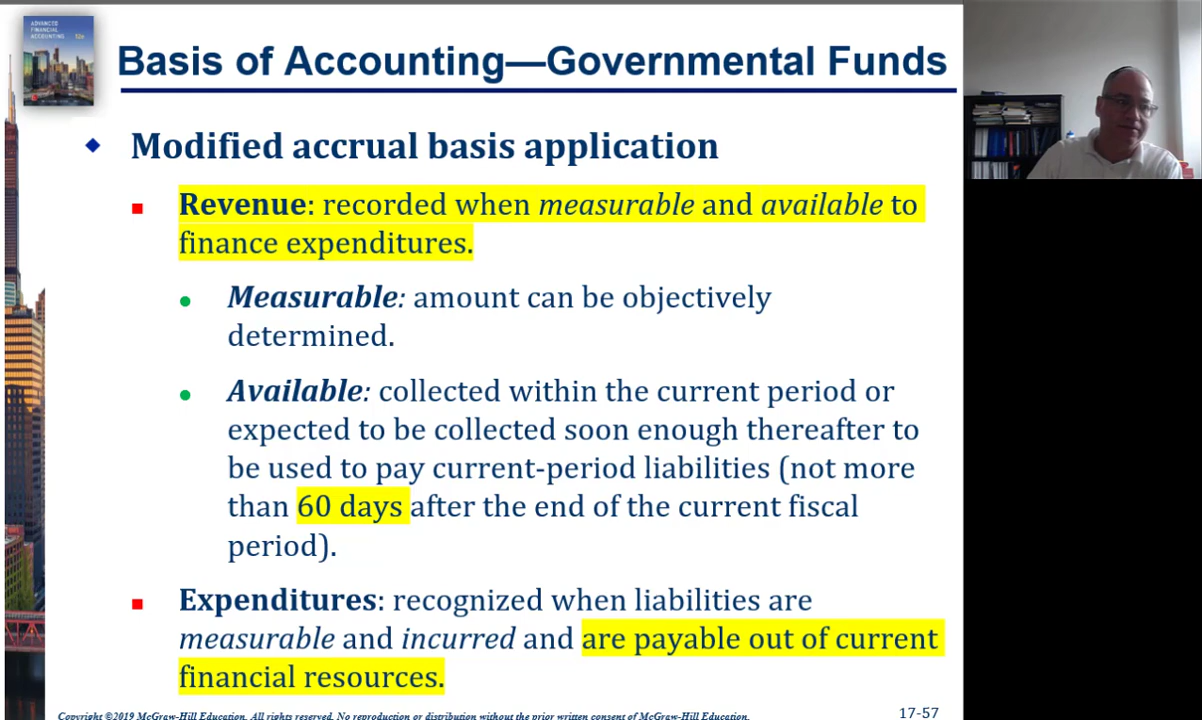 ADVANCED
FINANCIAL
ACCOUNTING 12e
Basis of Accounting—Governmental Funds
Modified accrual basis application
Revenue: recorded when measurable and available to
finance expenditures.
Measurable: amount can be objectively
determined.
Available: collected within the current period or
expected to be collected soon enough thereafter to
be used to pay current-period liabilities (not more
than 60 days after the end of the current fiscal
period).
Expenditures: recognized when liabilities are
measurable and incurred and are payable out of current
financial resources.
Copyright ©2019 McGraw-Hill Education. All rights reserved. No reproduction or distribution without the prior written consent of McGraw-Hill Education.
17-57